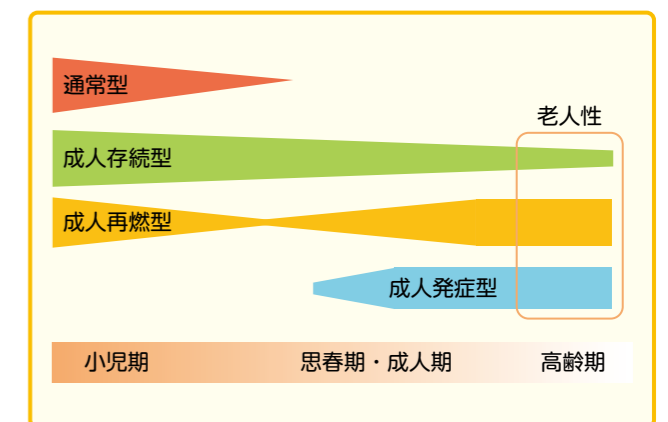 通常型
老人性
成人存続型
成人再燃型
成人発症型
小児期 思春期・成人期 高齢期